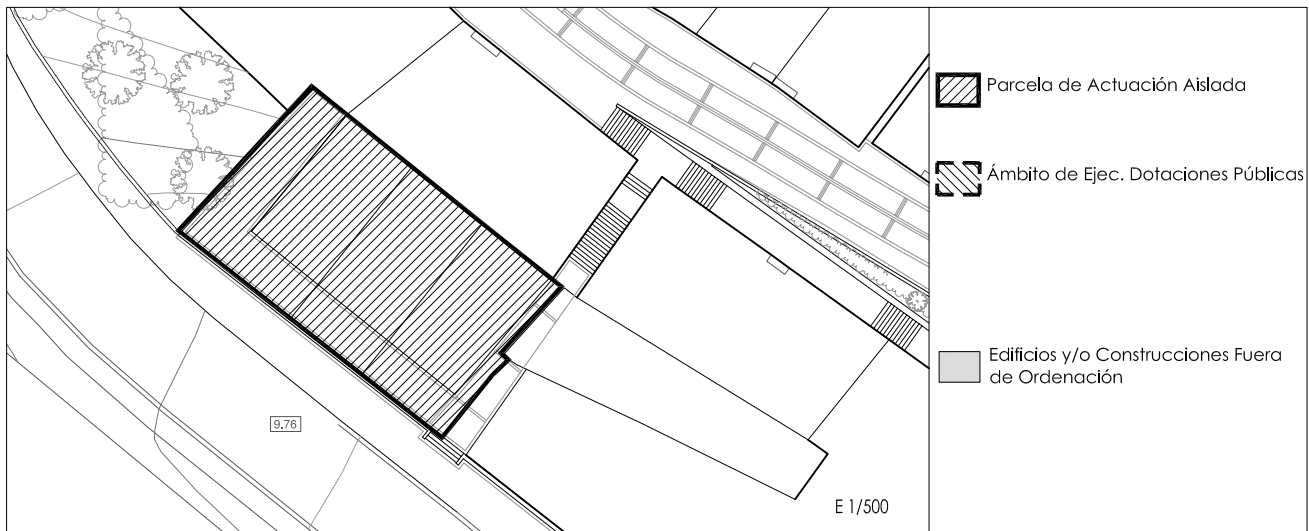 Parcela de Actuación Aislada
Ámbito de Ejec. Dotaciones Públicas
Edificios y/o Construcciones Fuera
de Ordenación
9.76
E 1/500